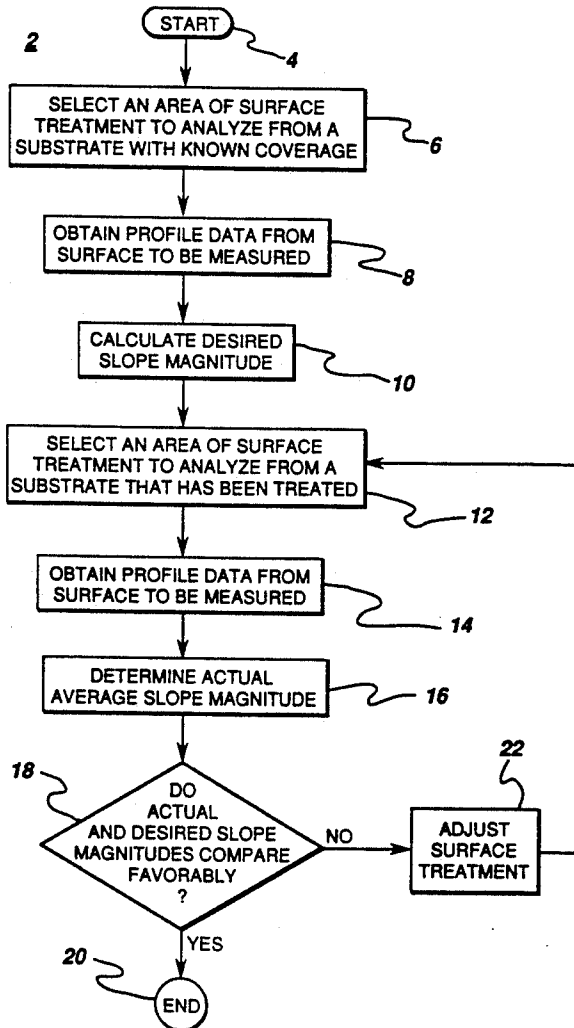 2
START
4
SELECT AN AREA OF SURFACE
TREATMENT TO ANALYZE FROM A
SUBSTRATE WITH KNOWN COVERAGE
6
OBTAIN PROFILE DATA FROM
SURFACE TO BE MEASURED
8
CALCULATE DESIRED
SLOPE MAGNITUDE
10
SELECT AN AREA OF SURFACE
TREATMENT TO ANALYZE FROM A
SUBSTRATE THAT HAS BEEN TREATED
12
OBTAIN PROFILE DATA FROM
SURFACE TO BE MEASURED
14
DETERMINE ACTUAL
AVERAGE SLOPE MAGNITUDE
16
18
DO
ACTUAL
AND DESIRED SLOPE
MAGNITUDES COMPARE
FAVORABLY
?
NO
22
ADJUST
SURFACE
TREATMENT
YES
20
END